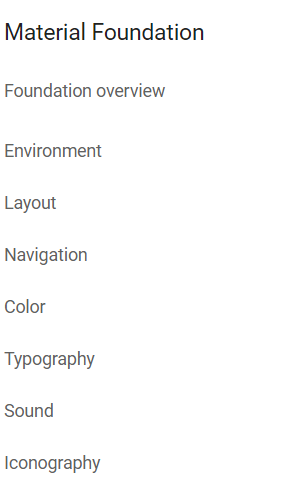 Material Foundation
Foundation overview
Environment
Layout
Navigation
Color
Typography
Sound
Iconography